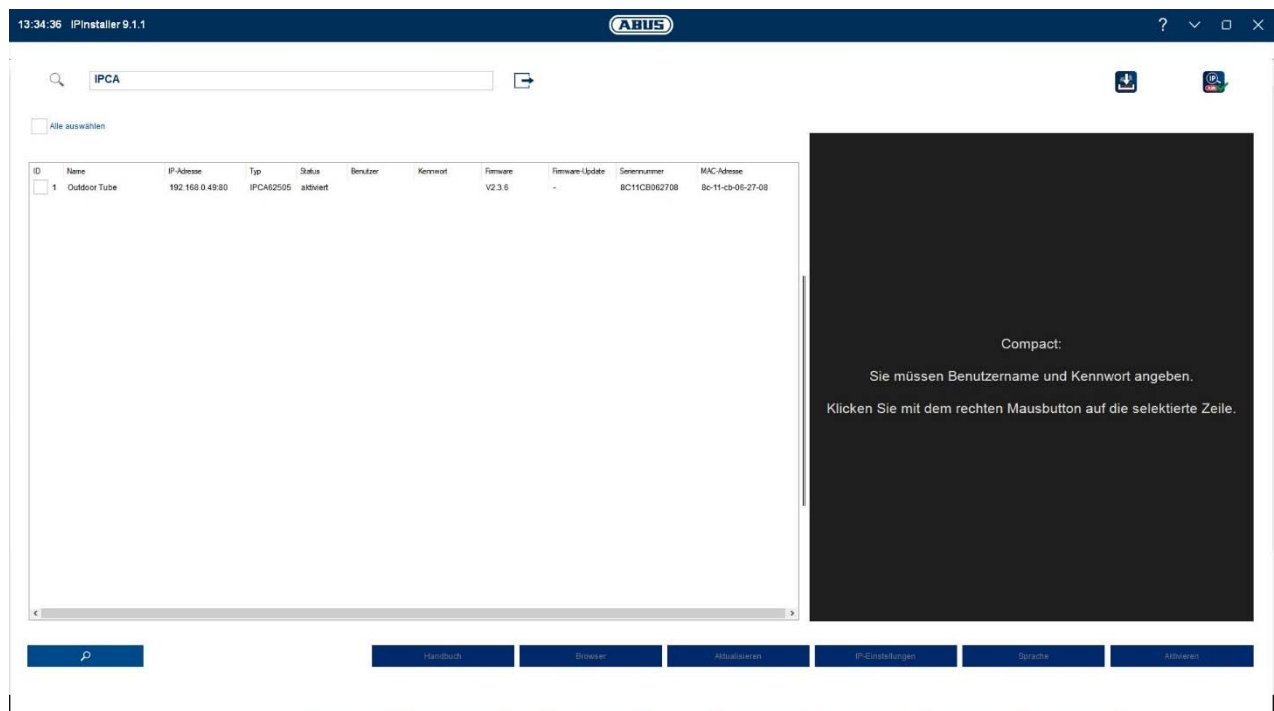 13:34:36 IPInstaller 9.1.1
ABUS
?
IPCA
IP
ABUS
Alle auswählen
ID Name IP-Adresse Typ Status Benutzer Kennwort Firmware Firmware-Update Seriennummer MAC-Adresse
1 Outdoor Tube 192.168.0.49:80 IPCA62505 aktiviert V2.3.6 - 8C11CB062708 8c-11-cb-06-27-08
Compact:
Sie müssen Benutzername und Kennwort angeben.
Klicken Sie mit dem rechten Mausbutton auf die selektierte Zeile.
Handbuch Browser Aktualisieren IP-Einstellungen Sprache Aktivieren